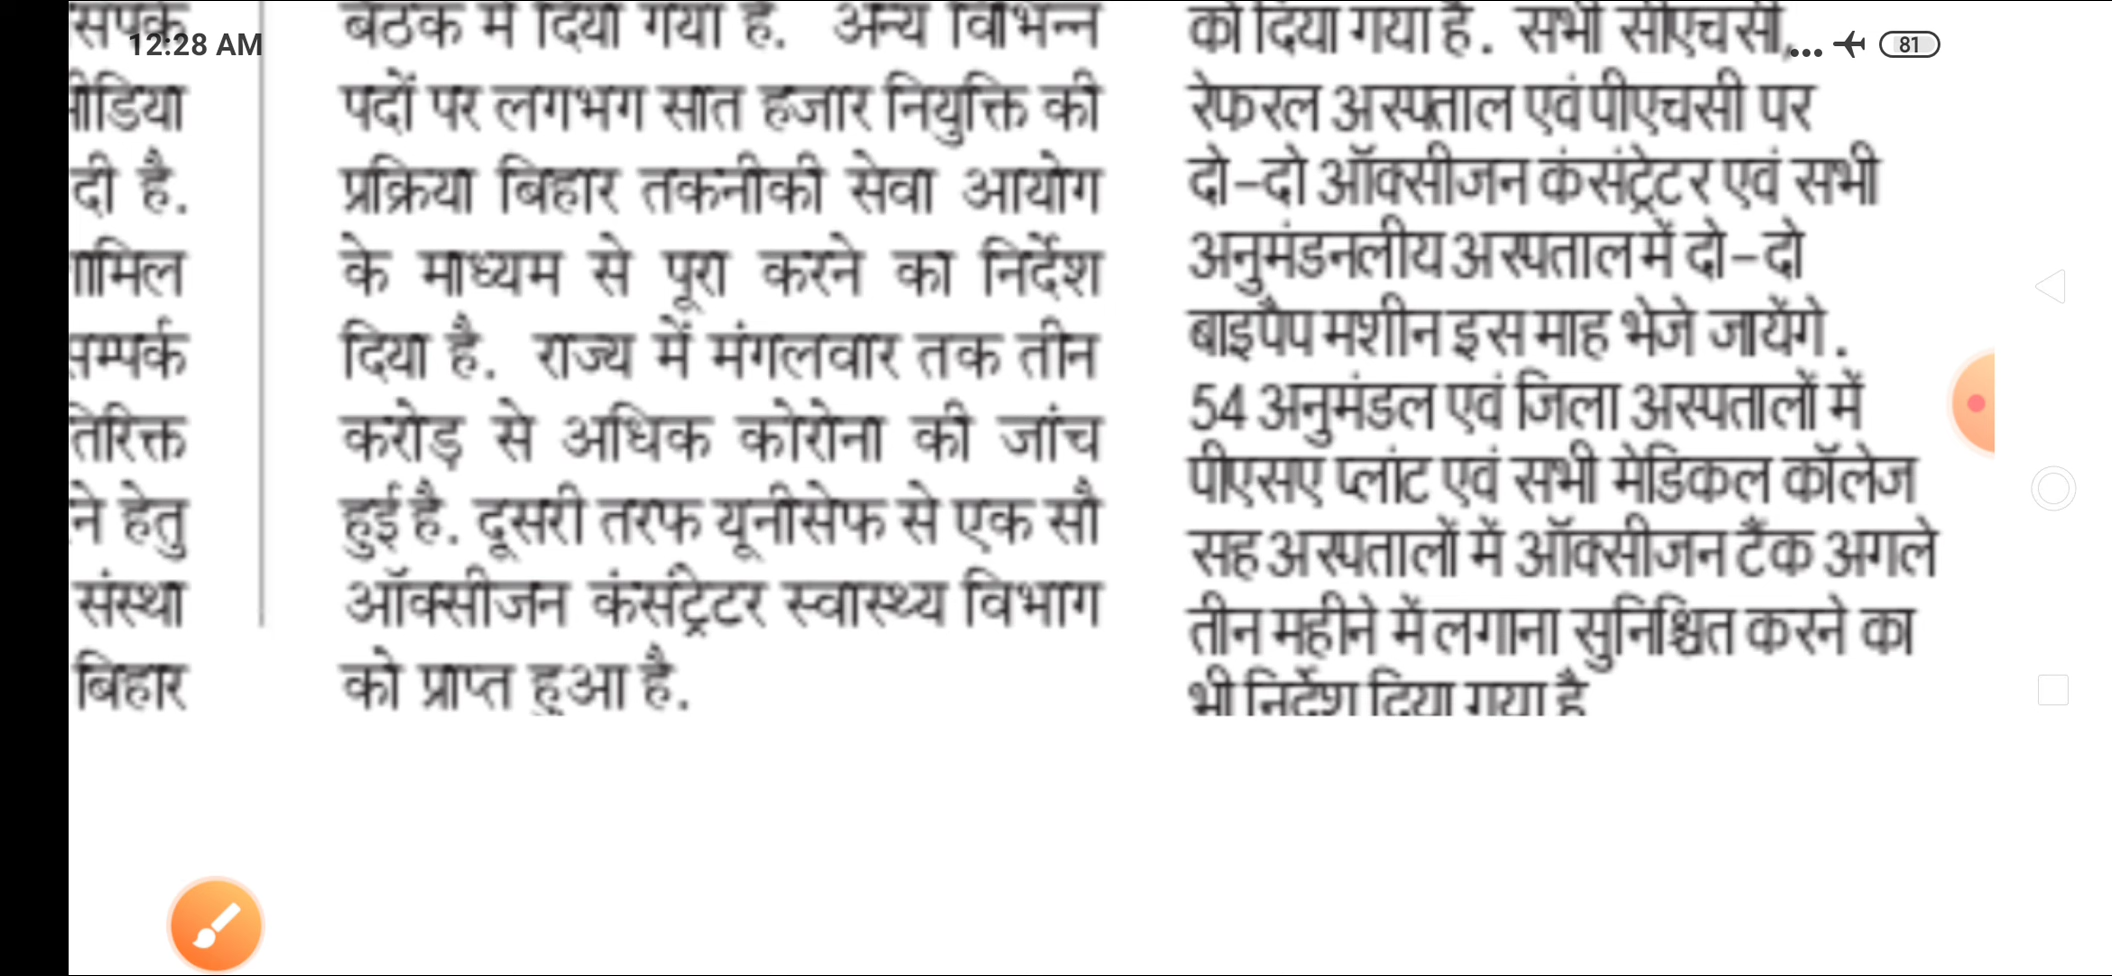 12:28 AM
81
संपर्क
मीडिया
दी है.
शामिल
सम्पर्क
तिरिक्त
ने हेतु
संस्था
बिहार
बैठक में दिया गया है. अन्य विभिन्न
पदों पर लगभग सात हजार नियुक्ति की
प्रक्रिया बिहार तकनीकी सेवा आयोग
के माध्यम से पूरा करने का निर्देश
दिया है. राज्य में मंगलवार तक तीन
करोड़ से अधिक कोरोना की जांच
हुई है. दूसरी तरफ यूनीसेफ से एक सौ
ऑक्सीजन कंसंट्रेटर स्वास्थ्य विभाग
को प्राप्त हुआ है.
को दिया गया है. सभी सीएचसी,
रेफरल अस्पताल एवं पीएचसी पर
दो-दो ऑक्सीजन कंसंट्रेटर एवं सभी
अनुमंडनलीय अस्पताल में दो-दो
बाइपैप मशीन इस माह भेजे जायेंगे.
54 अनुमंडल एवं जिला अस्पतालों में
पीएसए प्लांट एवं सभी मेडिकल कॉलेज
सह अस्पतालों में ऑक्सीजन टैंक अगले
तीन महीने में लगाना सुनिश्चित करने का
भी निर्देश दिया गया है